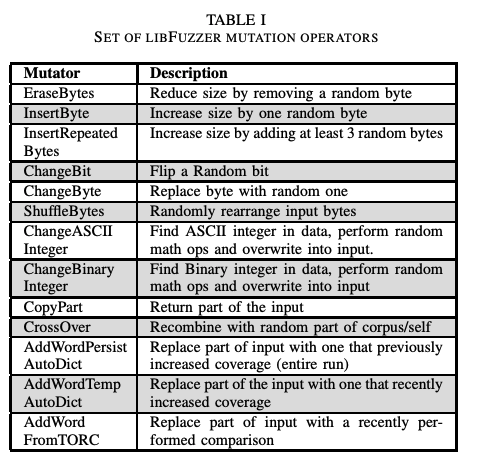 TABLE I
SET OF LIBFUZZER MUTATION OPERATORS
Mutator Description
EraseBytes Reduce size by removing a random byte
InsertByte Increase size by one random byte
InsertRepeated Increase size by adding at least 3 random bytes
Bytes
ChangeBit Flip a Random bit
ChangeByte Replace byte with random one
ShuffleBytes Randomly rearrange input bytes
ChangeASCII Find ASCII integer in data, perform random
Integer math ops and overwrite into input.
ChangeBinary Find Binary integer in data, perform random
Integer math ops and overwrite into input
CopyPart Return part of the input
CrossOver Recombine with random part of corpus/self
AddWordPersist Replace part of input with one that previously
AutoDict increased coverage (entire run)
AddWordTemp Replace part of the input with one that recently
AutoDict increased coverage
AddWord Replace part of input with a recently per-
FromTORC formed comparison